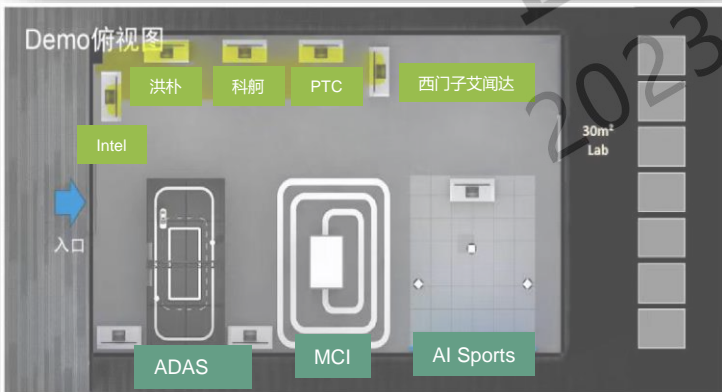 Demo俯视图
洪朴
科舸
PTC
西门子艾闻达
Intel
2023
30m²
Lab
入口
ADAS
MCI
AI Sports